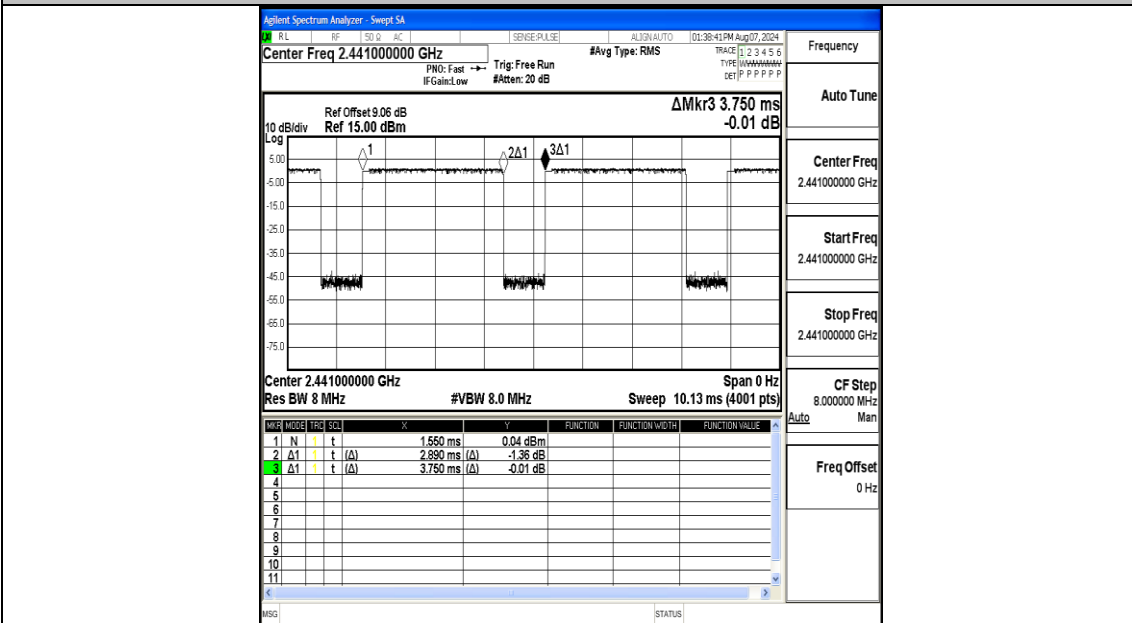 Agilent Spectrum Analyzer - Swept SA
RL RF 50 Ω AC SENSE:PULSE ALIGNAUTO 01:38:41PM Aug07, 2024
Center Freq 2.441000000 GHz
PNO: Fast
IFGain:Low
Trig: Free Run
#Atten: 20 dB
#Avg Type: RMS
TRACE 1 2 3 4 5 6
TYPE
DET P P P P P P
Frequency
Auto Tune
Center Freq
2.441000000 GHz
Start Freq
2.441000000 GHz
Stop Freq
2.441000000 GHz
CF Step
8.000000 MHz
Auto Man
Freq Offset
0 Hz
ΔMkr3 3.750 ms
-0.01 dB
Ref Offset 9.06 dB
10 dB/div Ref 15.00 dBm
Log
5.00
-5.00
-15.0
-25.0
-35.0
-45.0
-55.0
-65.0
-75.0
1
2Δ1
3Δ1
Center 2.441000000 GHz Span 0 Hz
Res BW 8 MHz #VBW 8.0 MHz Sweep 10.13 ms (4001 pts)
MKR MODE TRC SCL X Y FUNCTION FUNCTION WIDTH FUNCTION VALUE
1 N 1 t 1.550 ms 0.04 dBm
2 Δ1 1 t (Δ) 2.890 ms (Δ) -1.36 dB
3 Δ1 1 t (Δ) 3.750 ms (Δ) -0.01 dB
4
5
6
7
8
9
10
11
MSG STATUS